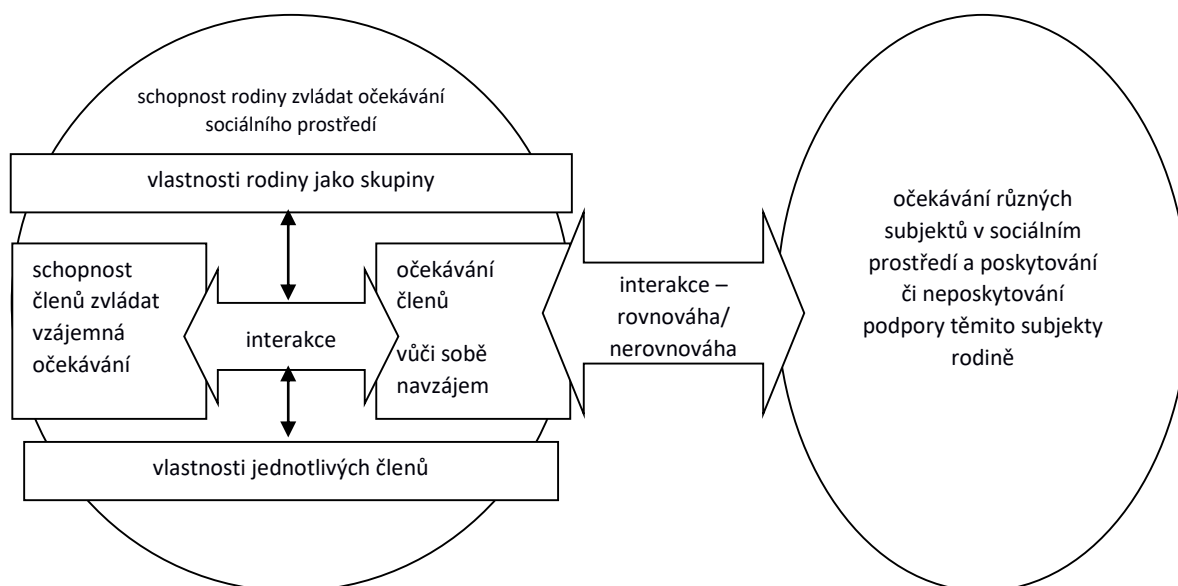 schopnost rodiny zvládat očekávání
sociálního prostředí
vlastnosti rodiny jako skupiny
schopnost
členů zvládat
vzájemná
očekávání
interakce
očekávání
členů
vůči sobě
navzájem
vlastnosti jednotlivých členů
interakce –
rovnováha/
nerovnováha
očekávání různých
subjektů v sociálním
prostředí a poskytování
či neposkytování
podpory těmito subjekty
rodině